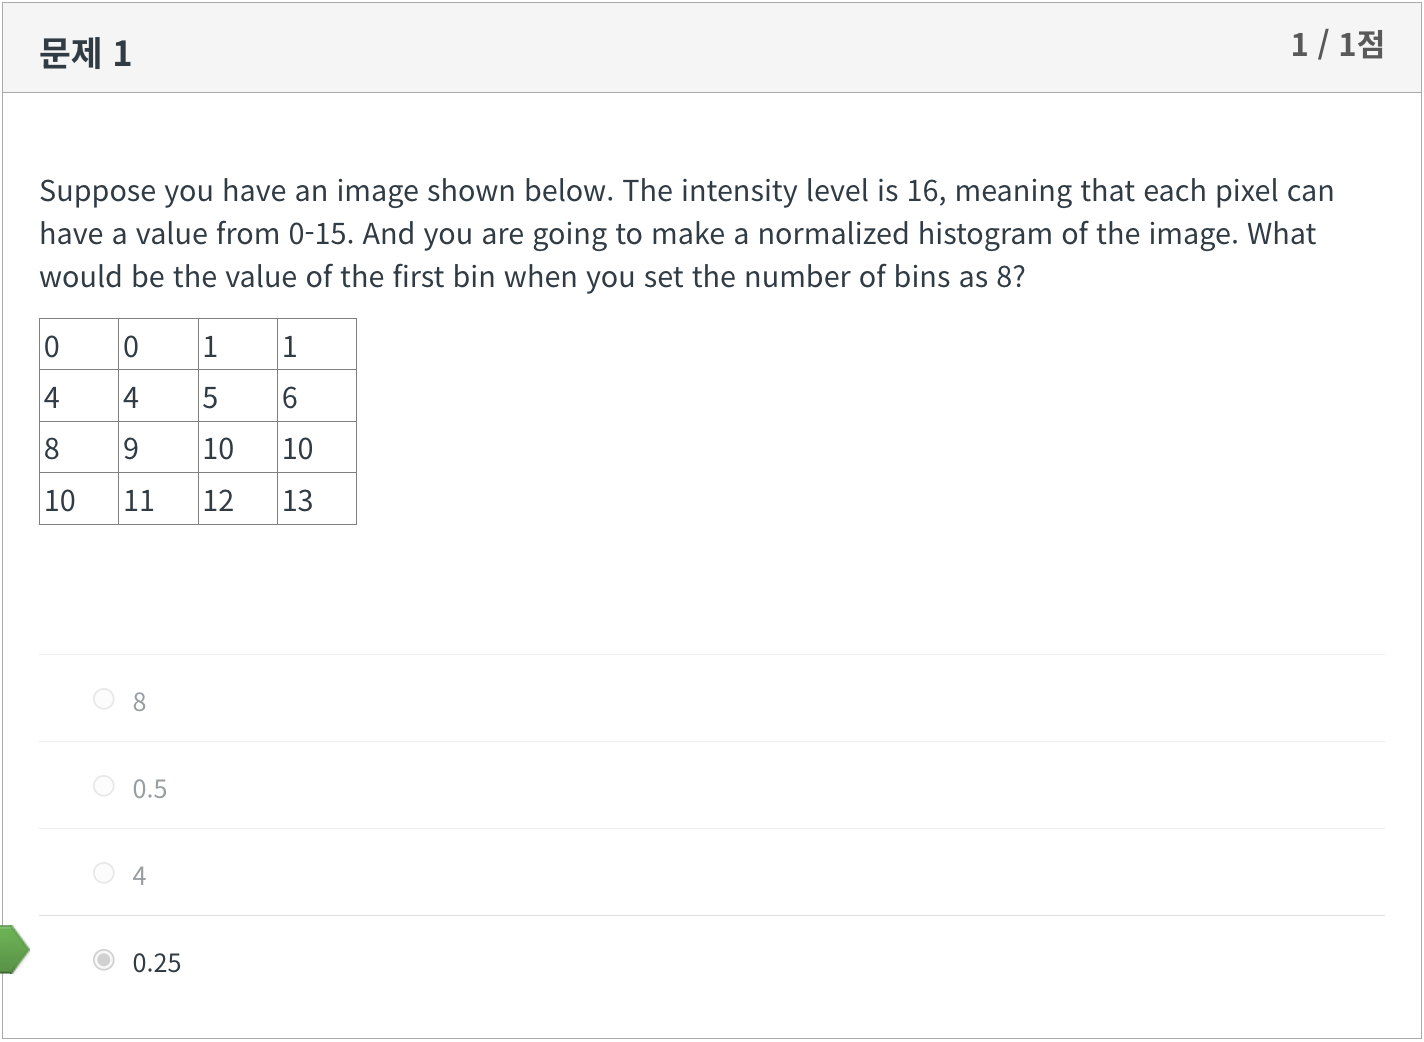 문제 1
1 / 1점
Suppose you have an image shown below. The intensity level is 16, meaning that each pixel can
have a value from 0-15. And you are going to make a normalized histogram of the image. What
would be the value of the first bin when you set the number of bins as 8?
0 0 1 1
4 4 5 6
8 9 10 10
10 11 12 13
8
0.5
4
0.25